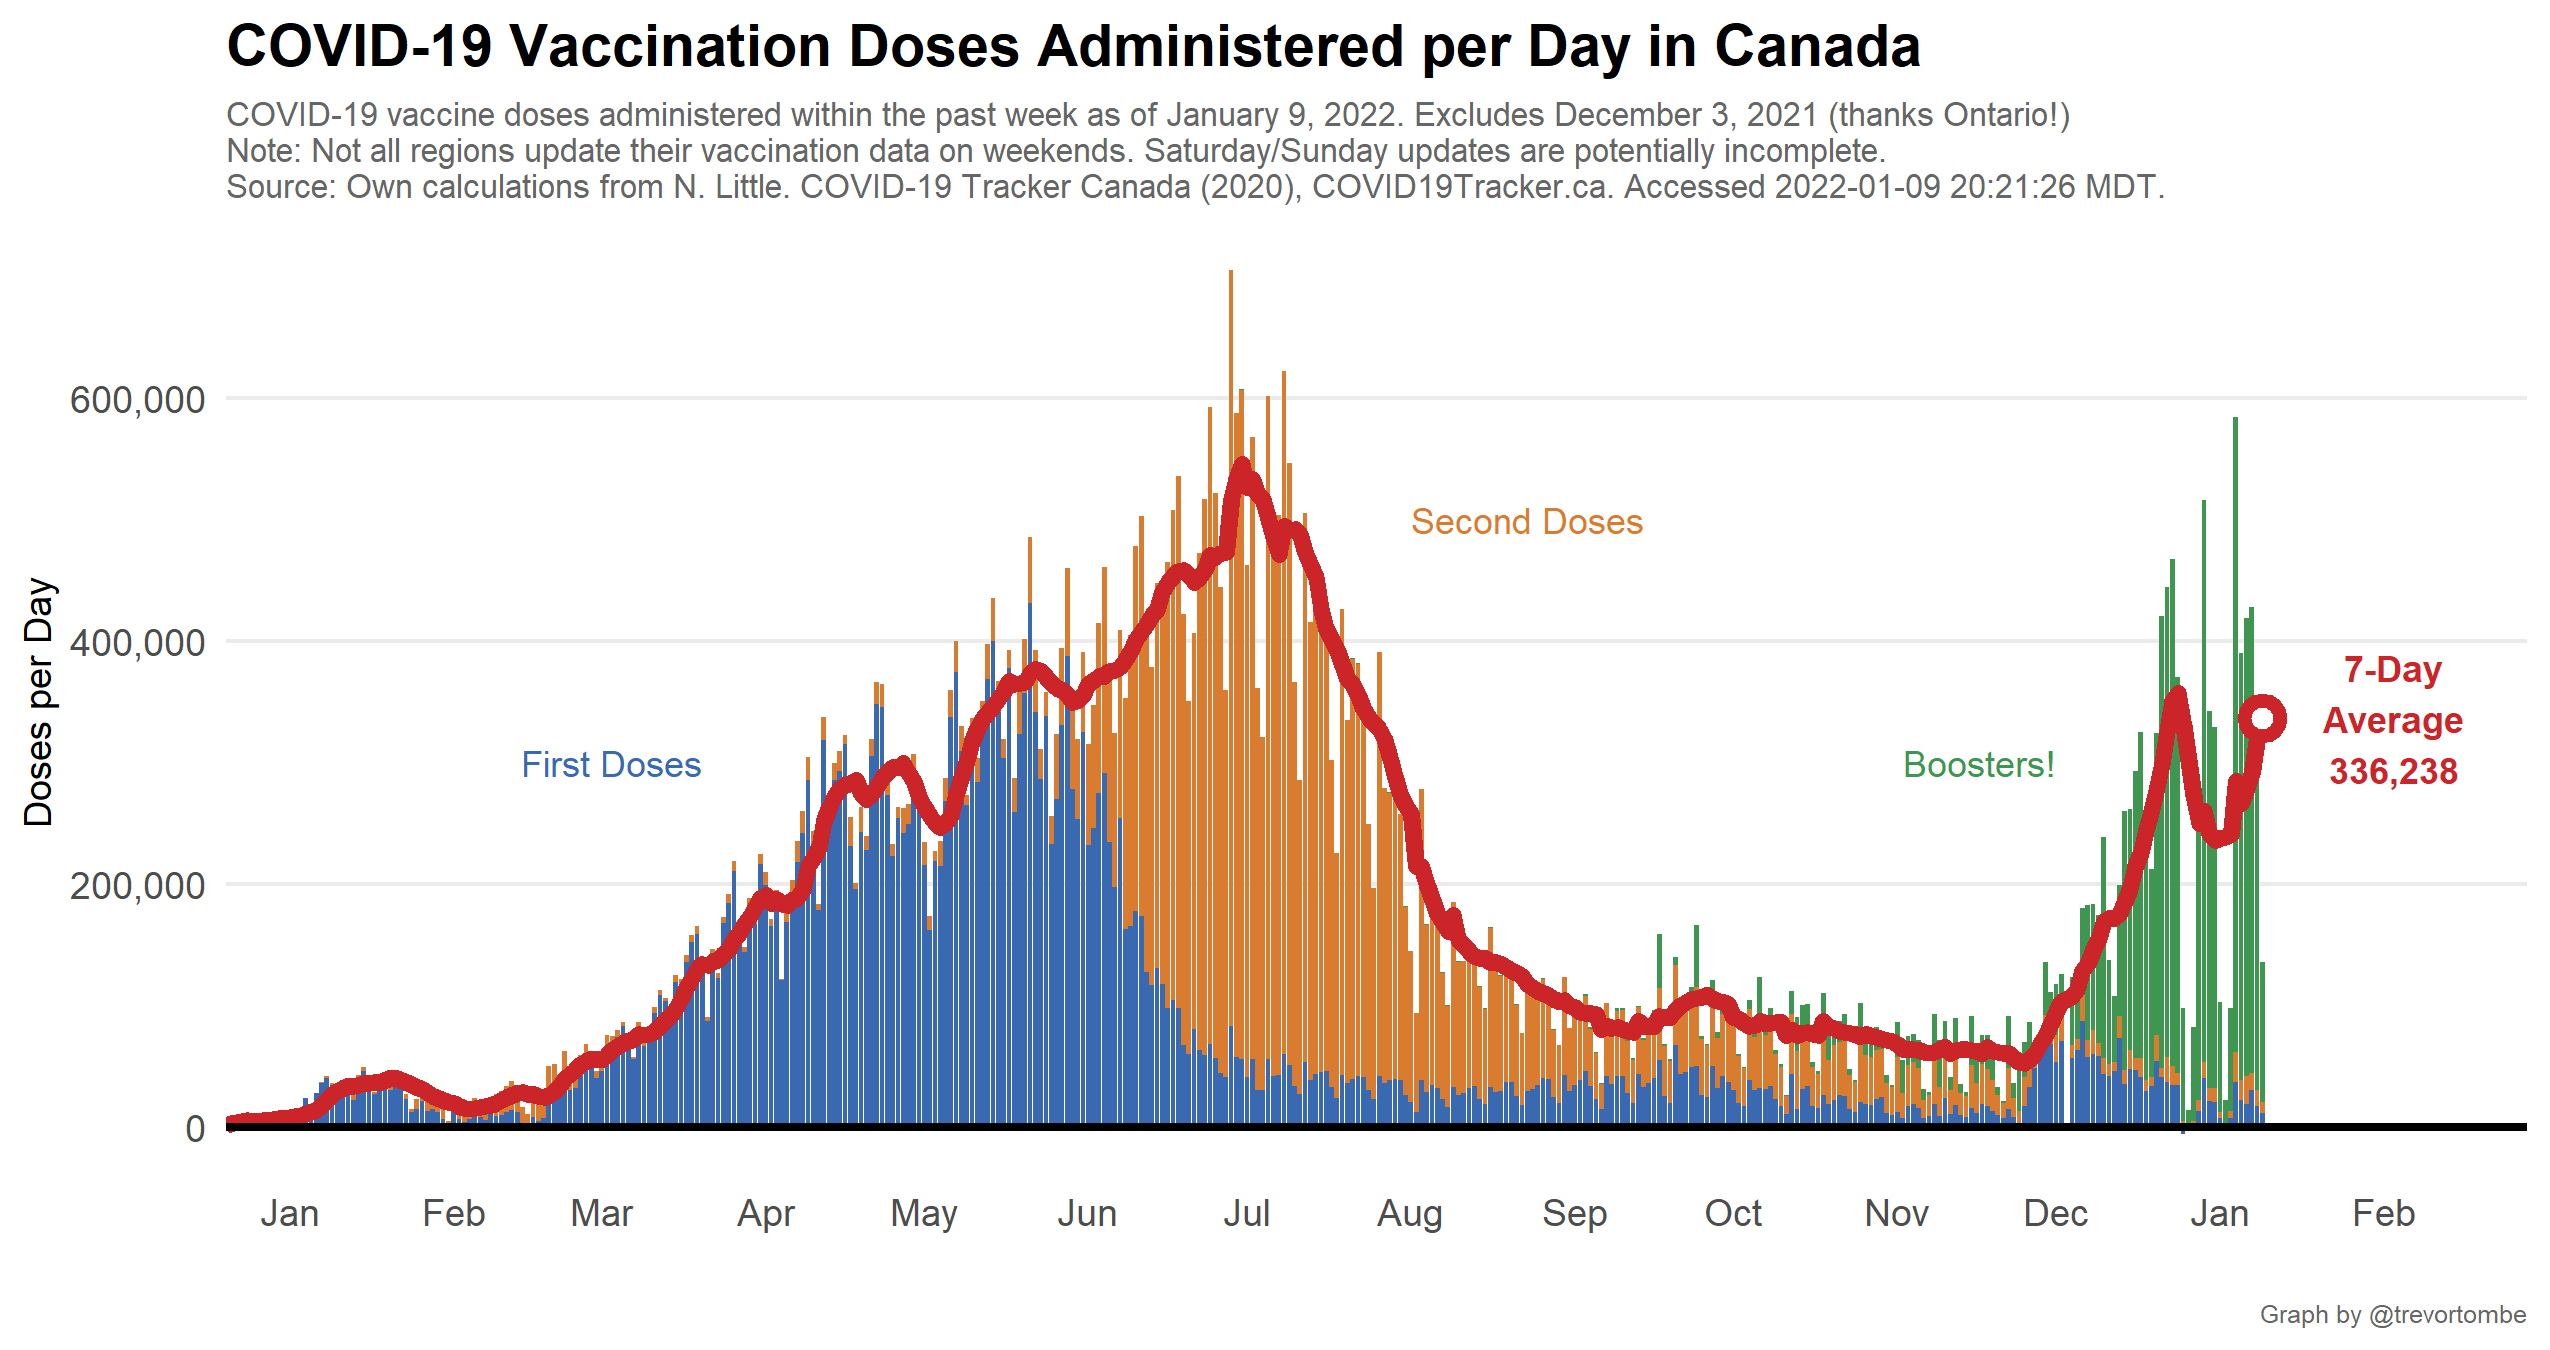 COVID-19 Vaccination Doses Administered per Day in Canada
COVID-19 vaccine doses administered within the past week as of January 9, 2022. Excludes December 3, 2021 (thanks Ontario!)
Note: Not all regions update their vaccination data on weekends. Saturday/Sunday updates are potentially incomplete.
Source: Own calculations from N. Little. COVID-19 Tracker Canada (2020), COVID19Tracker.ca. Accessed 2022-01-09 20:21:26 MDT.
Doses per Day
600,000
400,000
200,000
0
First Doses
Second Doses
Boosters!
7-Day
Average
336,238
Jan Feb Mar Apr May Jun Jul Aug Sep Oct Nov Dec Jan Feb
Graph by @trevortombe